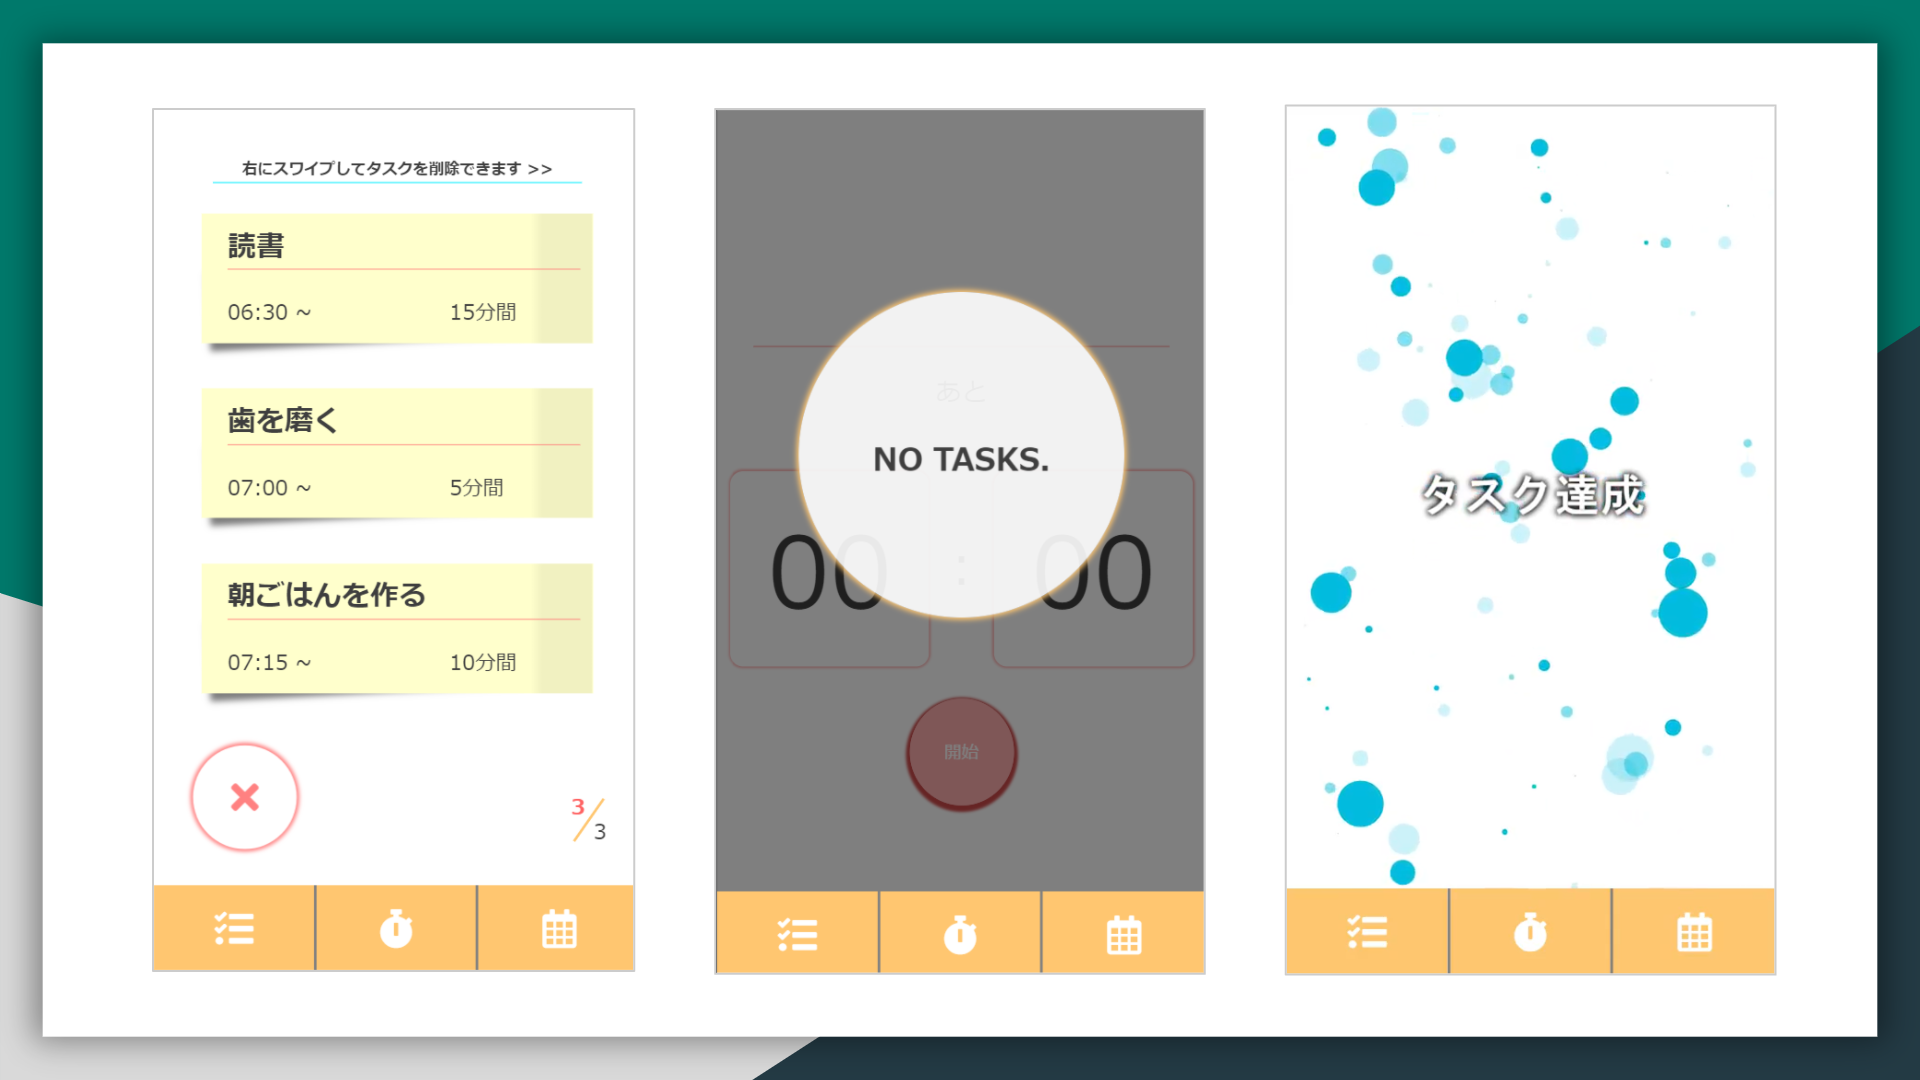 右にスワイプしてタスクを削除できます >>
読書
06:30 ~ 15分間
歯を磨く
07:00 ~ 5分間
朝ごはんを作る
07:15 ~ 10分間
3/3
あと
NO TASKS.
00 : 00
開始
タスク達成